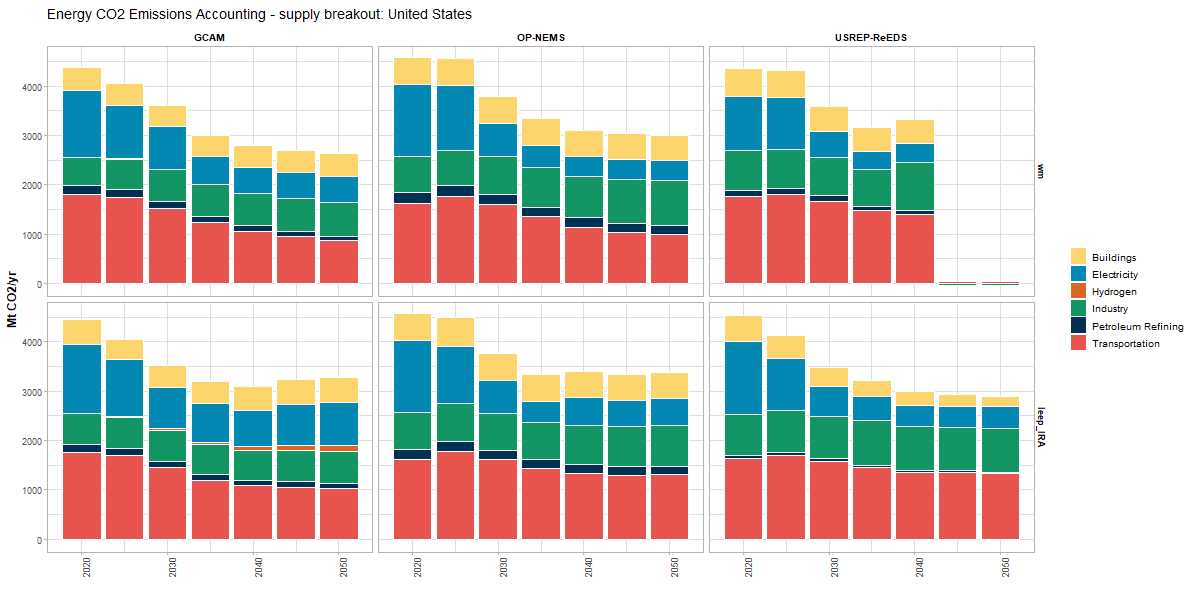 Energy CO2 Emissions Accounting - supply breakout: United States
GCAM
OP-NEMS
USREP-ReEDS
4000
3000
2000
1000
0
wm
4000
3000
2000
1000
0
leep_IRA
Mt CO2/yr
2020
2030
2040
2050
2020
2030
2040
2050
2020
2030
2040
2050
Buildings
Electricity
Hydrogen
Industry
Petroleum Refining
Transportation